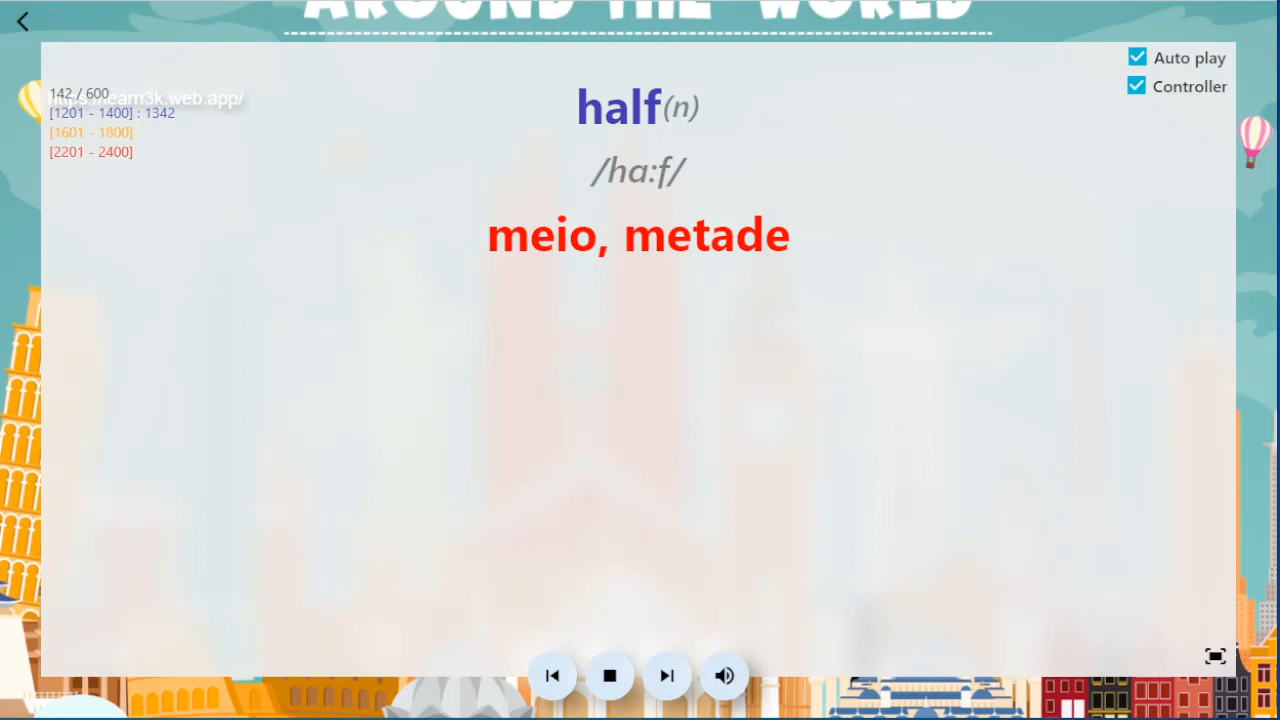 AROUND THE WORLD
Auto play
Controller
142 / 600
https://learn3k.web.app/
[1201 - 1400] : 1342
[1601 - 1800]
[2201 - 2400]
half(n)
/ha:f/
meio, metade